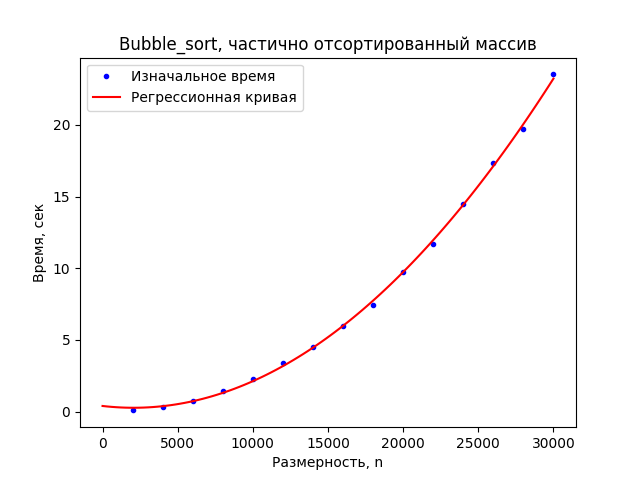 Bubble_sort, частично отсортированный массив
Изначальное время
Регрессионная кривая
Время, сек
20
15
10
5
0
0 5000 10000 15000 20000 25000 30000
Размерность, n